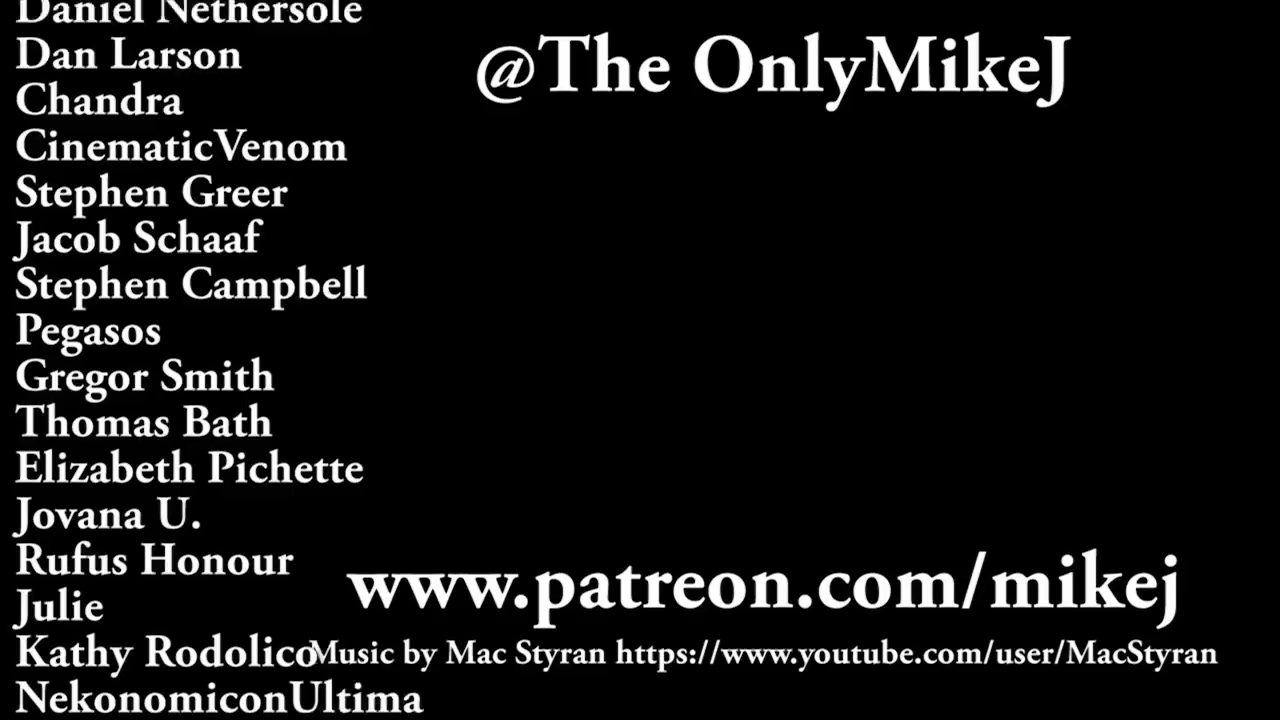 Daniel Nethersole
Dan Larson
Chandra
CinematicVenom
Stephen Greer
Jacob Schaaf
Stephen Campbell
Pegasos
Gregor Smith
Thomas Bath
Elizabeth Pichette
Jovana U.
Rufus Honour
Julie
Kathy Rodolico
NekonomiconUltima
@The OnlyMikeJ
www.patreon.com/mikej
Music by Mac Styran https://www.youtube.com/user/MacStyran